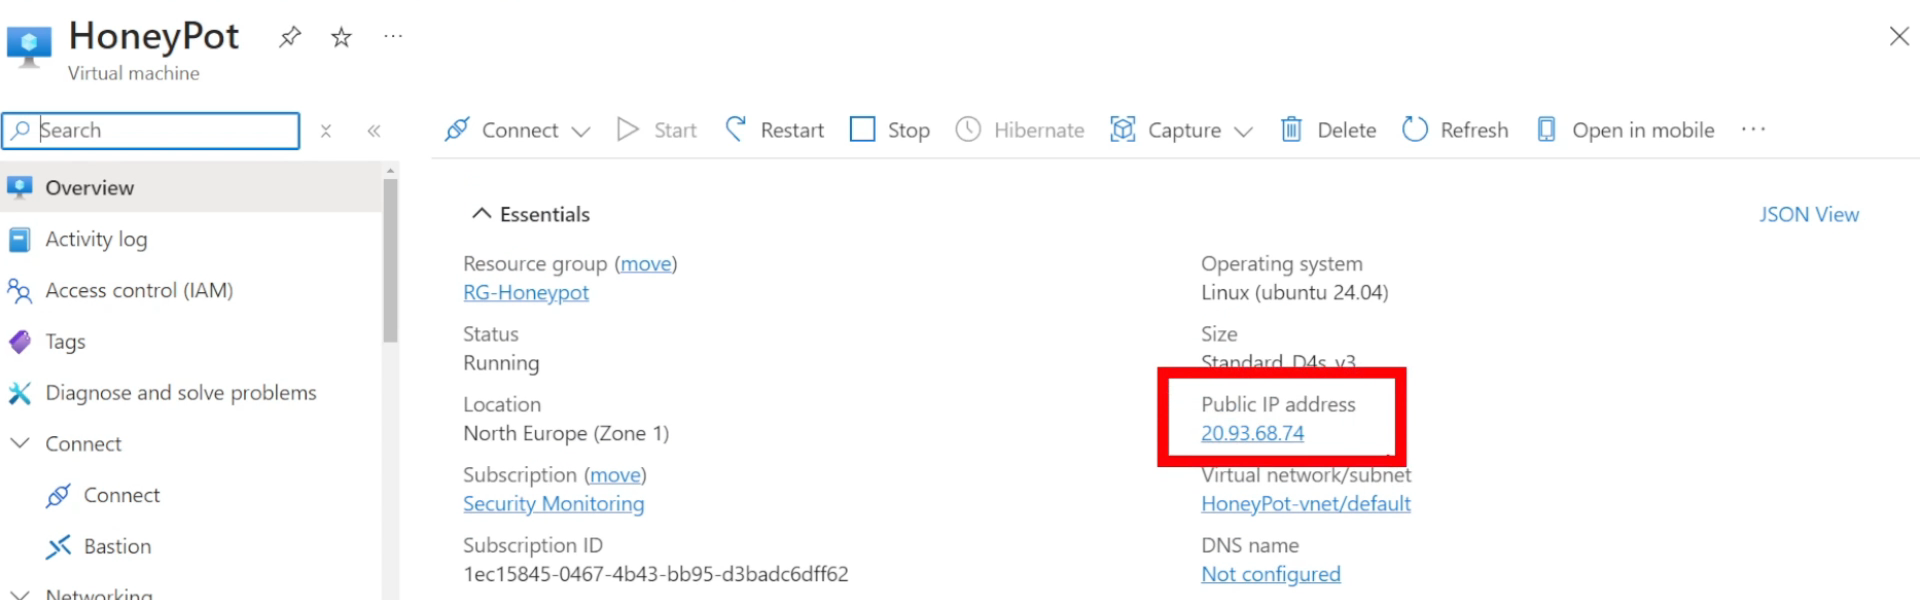 HoneyPot
Virtual machine
Search
Connect
Start
Restart
Stop
Hibernate
Capture
Delete
Refresh
Open in mobile
Overview
Activity log
Access control (IAM)
Tags
Diagnose and solve problems
Connect
Connect
Bastion
Networking
Essentials
JSON View
Resource group (move)
RG-Honeypot
Status
Running
Location
North Europe (Zone 1)
Subscription (move)
Security Monitoring
Subscription ID
1ec15845-0467-4b43-bb95-d3badc6dff62
Operating system
Linux (ubuntu 24.04)
Size
Standard_D4s_v3
Public IP address
20.93.68.74
Virtual network/subnet
HoneyPot-vnet/default
DNS name
Not configured